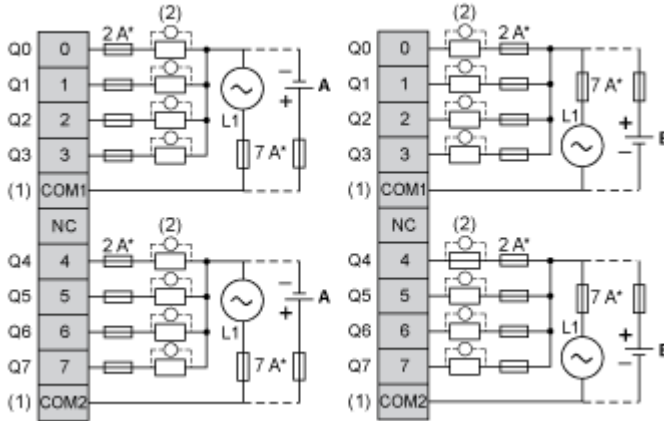 (2)
2 A*
Q0 0
Q1 1
Q2 2
Q3 3
(1) COM1
L1
7 A*
−
+
A
NC
(2)
2 A*
Q4 4
Q5 5
Q6 6
Q7 7
(1) COM2
L1
7 A*
−
+
A
(2)
2 A*
Q0 0
Q1 1
Q2 2
Q3 3
(1) COM1
7 A*
L1
+
−
NC
(2)
2 A*
Q4 4
Q5 5
Q6 6
Q7 7
(1) COM2
7 A*
L1
+
−